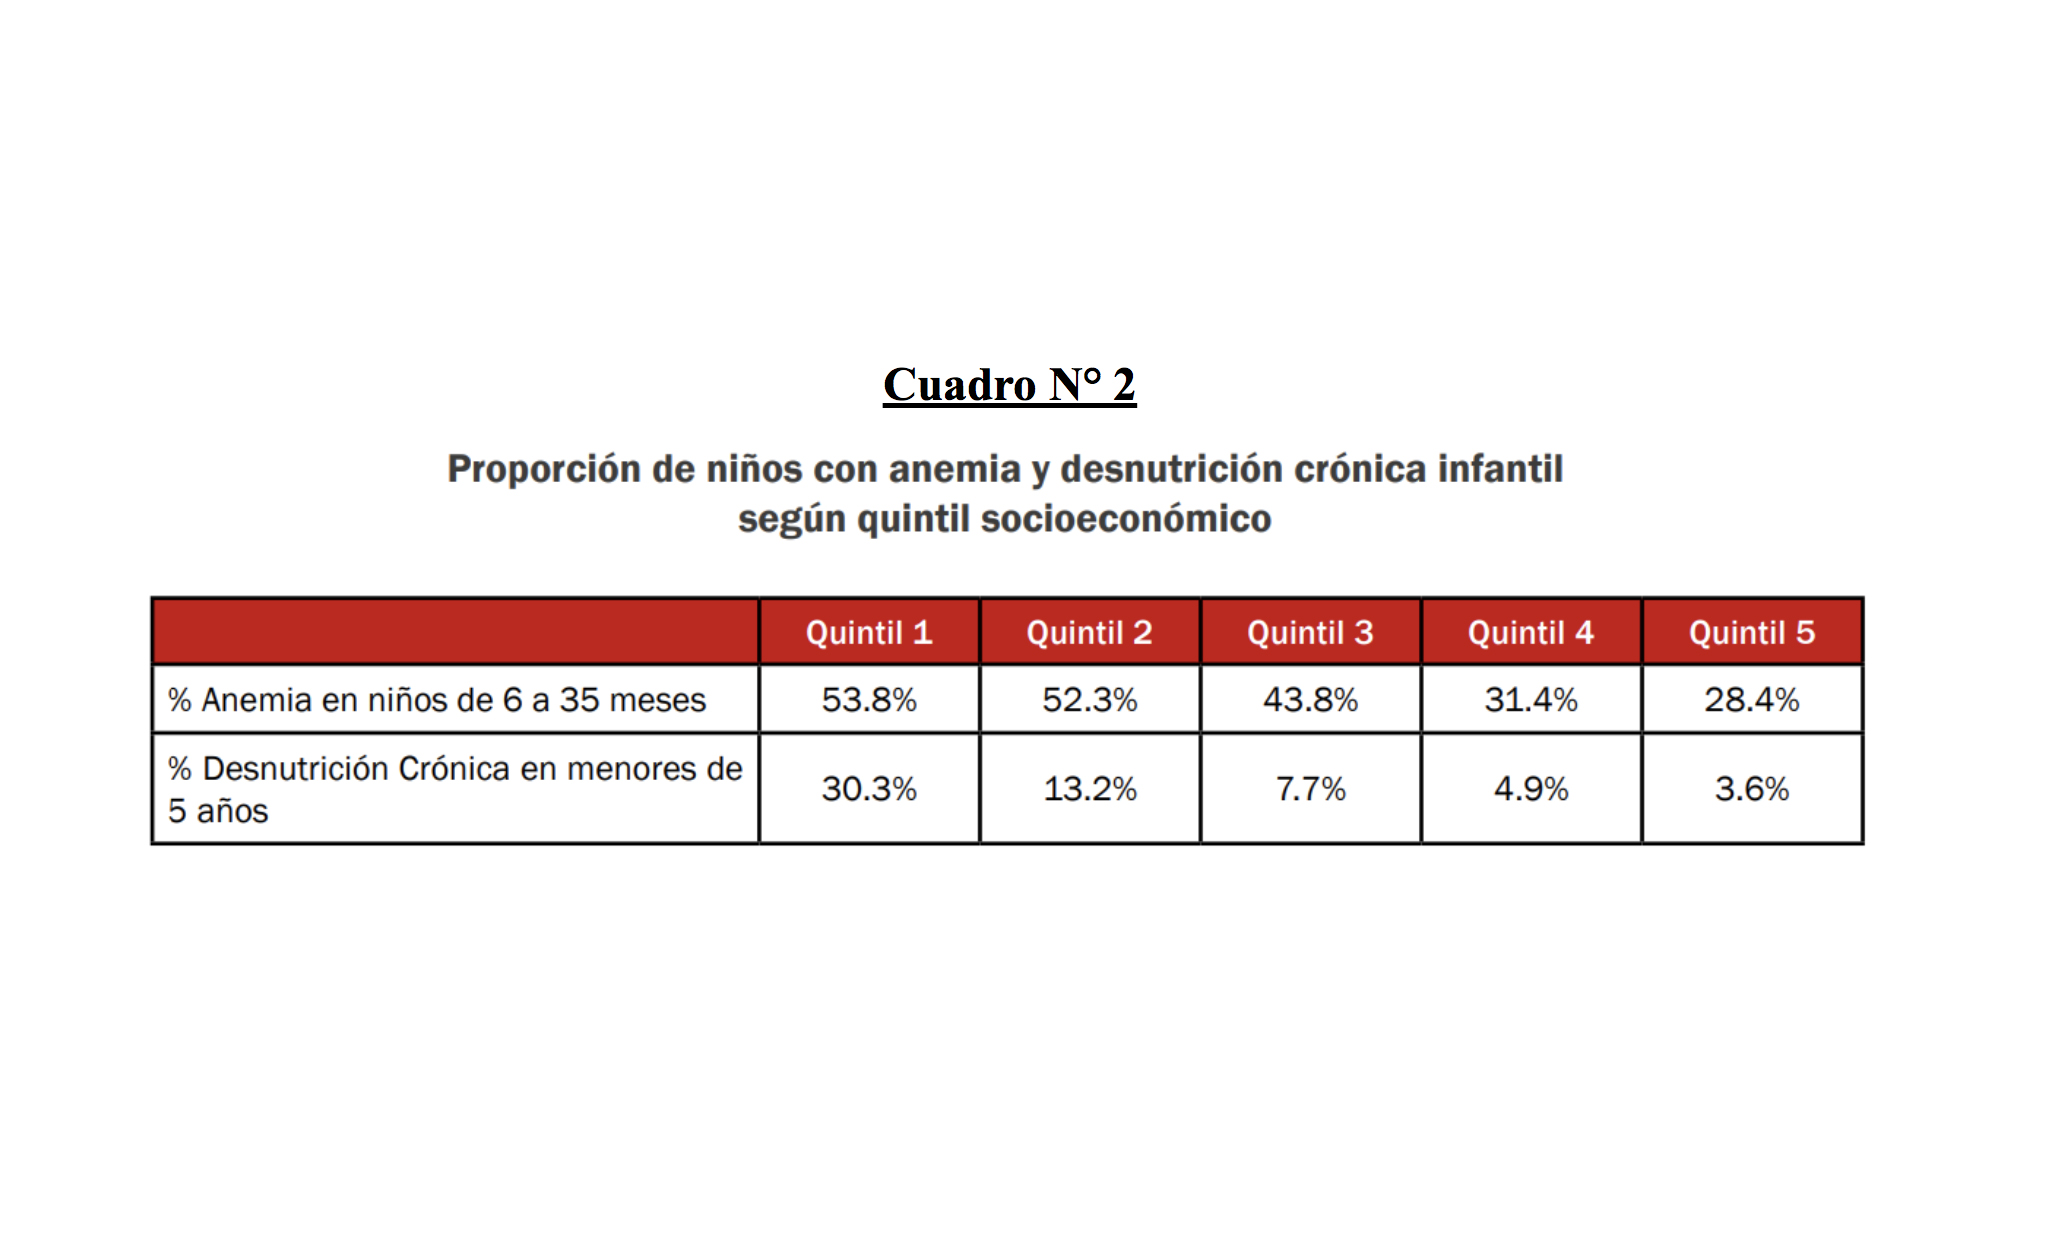 Cuadro N° 2
Proporción de niños con anemia y desnutrición crónica infantil
según quintil socioeconómico
Quintil 1 Quintil 2 Quintil 3 Quintil 4 Quintil 5
% Anemia en niños de 6 a 35 meses 53.8% 52.3% 43.8% 31.4% 28.4%
% Desnutrición Crónica en menores de
5 años 30.3% 13.2% 7.7% 4.9% 3.6%